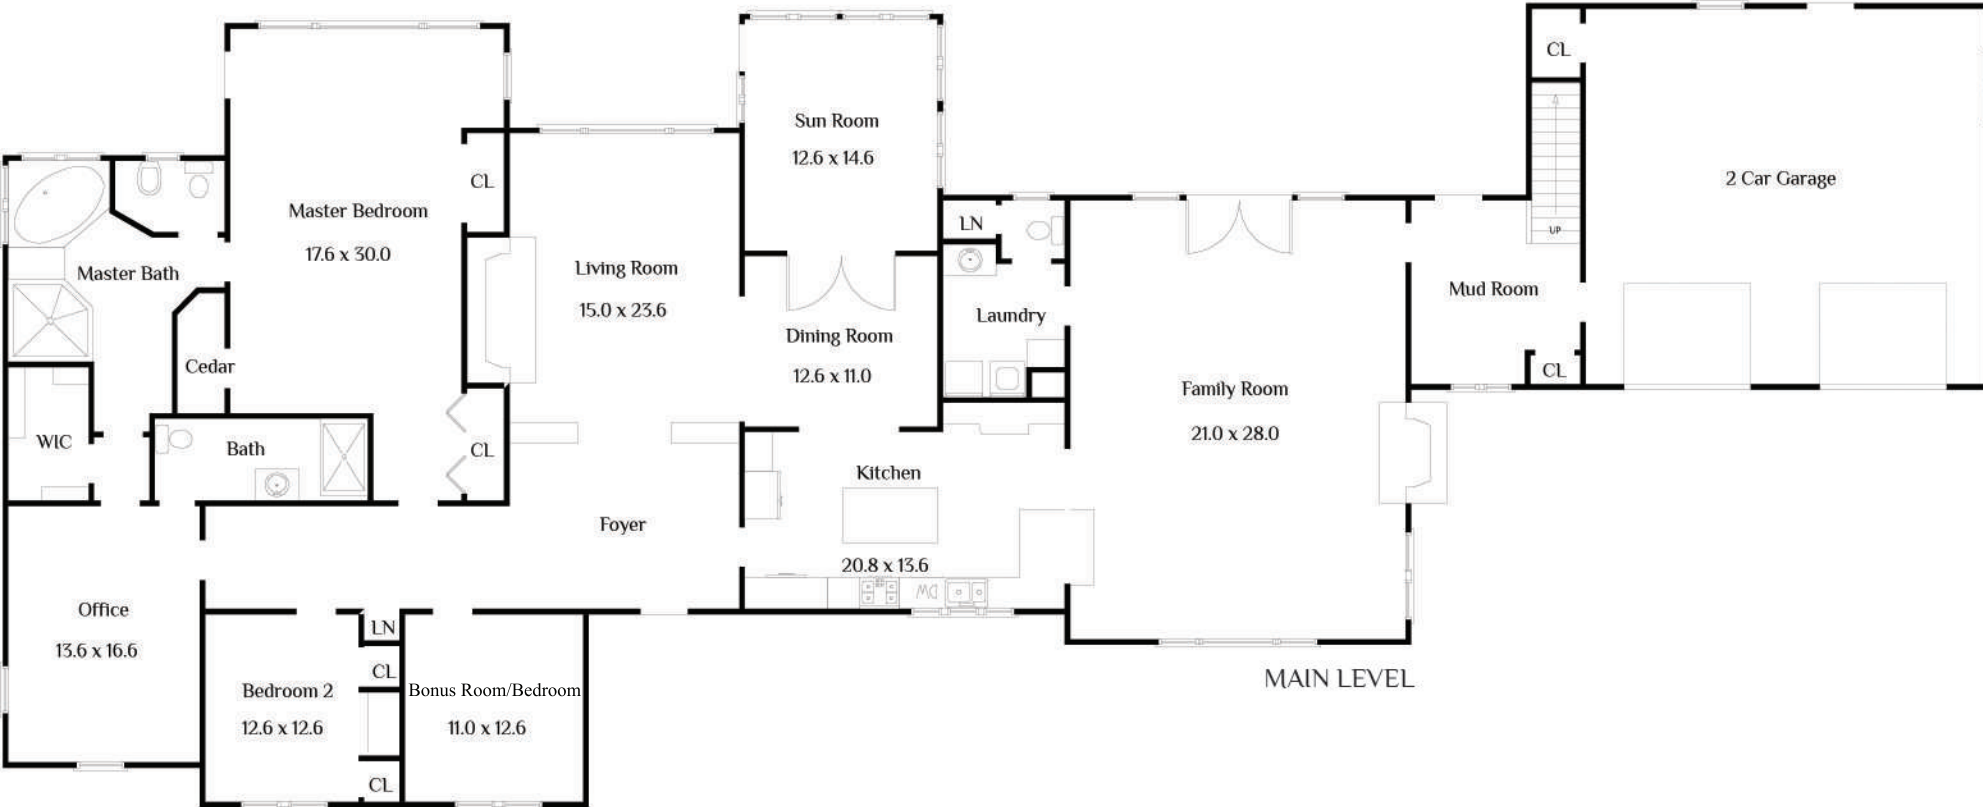 CL
Sun Room
12.6 x 14.6
2 Car Garage
CL
Master Bedroom
17.6 x 30.0
LN
UP
Master Bath
Living Room
15.0 x 23.6
Mud Room
Laundry
Dining Room
12.6 x 11.0
Cedar
CL
Family Room
21.0 x 28.0
WIC
Bath
CL
Kitchen
20.8 x 13.6
Foyer
DW
Office
13.6 x 16.6
LN
CL
Bedroom 2
12.6 x 12.6
Bonus Room/Bedroom
11.0 x 12.6
CL
MAIN LEVEL